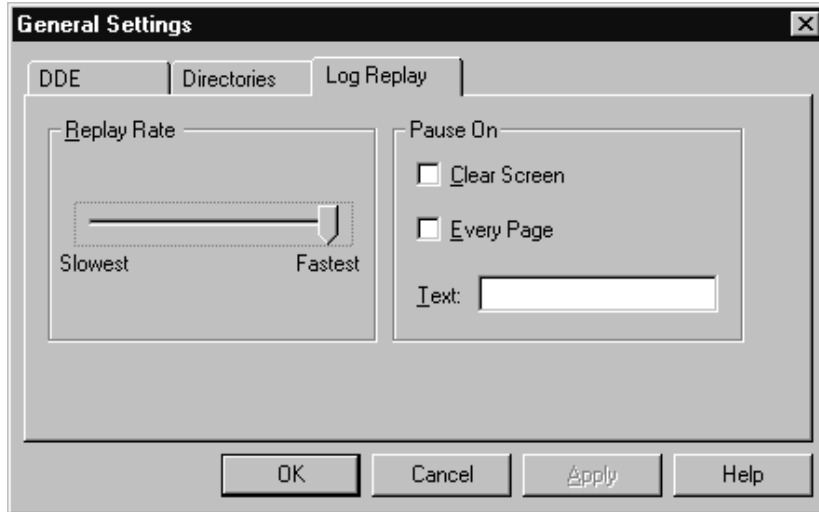 General Settings
DDE Directories Log Replay
Replay Rate
Slowest Fastest
Pause On
Clear Screen
Every Page
Text:
OK Cancel Apply Help